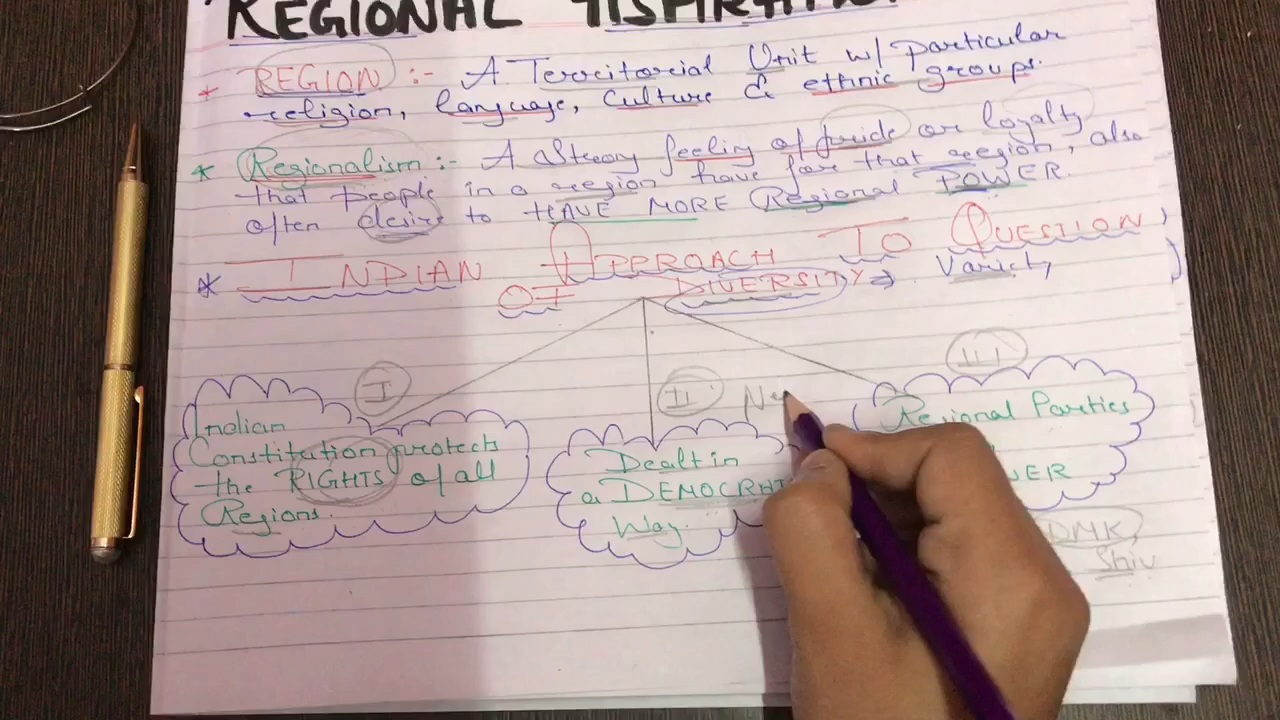 REGIONAL ASPIRATIO
* REGION :- A Territorial Unit w/ particular
religion, language, Culture & ethnic groups.
* Regionalism :- A Strong feeling of pride or loyalty
that people in a region have for that region, also
often desire to HAVE MORE Regional POWER.
* INDIAN APPROACH TO QUESTION
OF DIVERSITY → Variety
I
Indian
Constitution protects
the RIGHTS of all
Regions.
II
Dealt in
a DEMOCRAT
Way.
III
Regional Parties
DMK,
Shiv